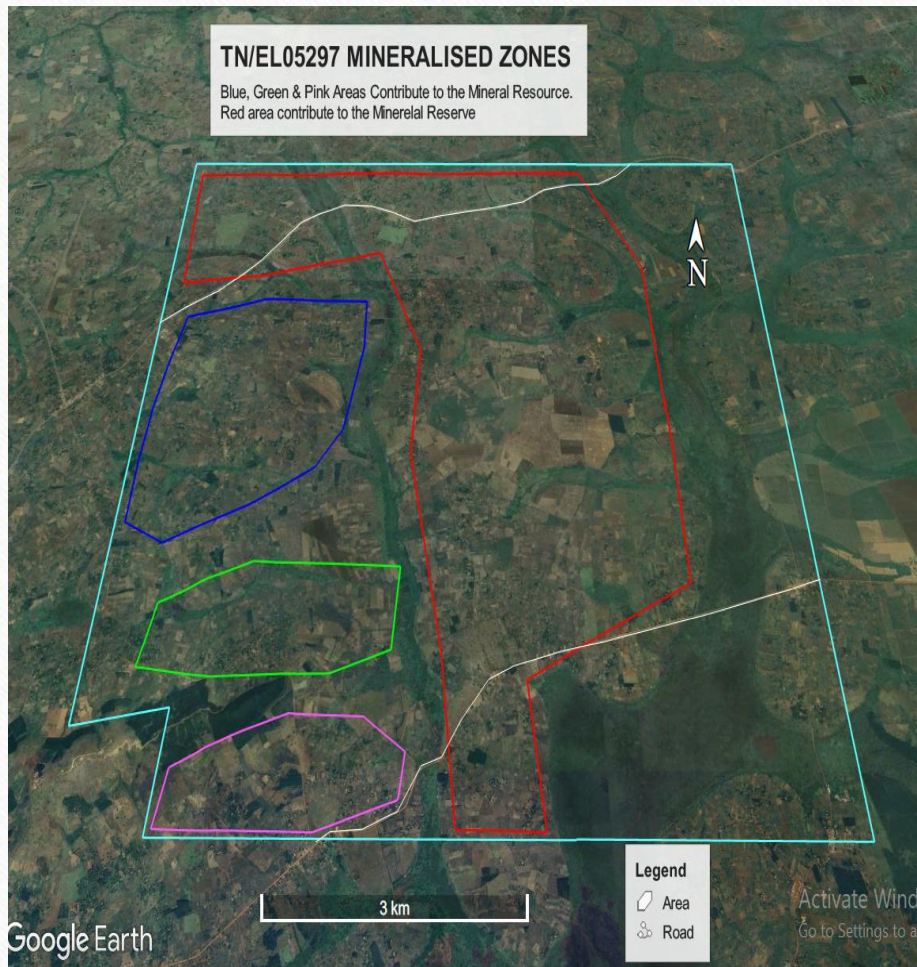 TN/EL05297 MINERALISED ZONES
Blue, Green & Pink Areas Contribute to the Mineral Resource.
Red area contribute to the Minerelal Reserve
N
Legend
Area
Road
3 km
Google Earth
Activate Wind
Go to Settings to a